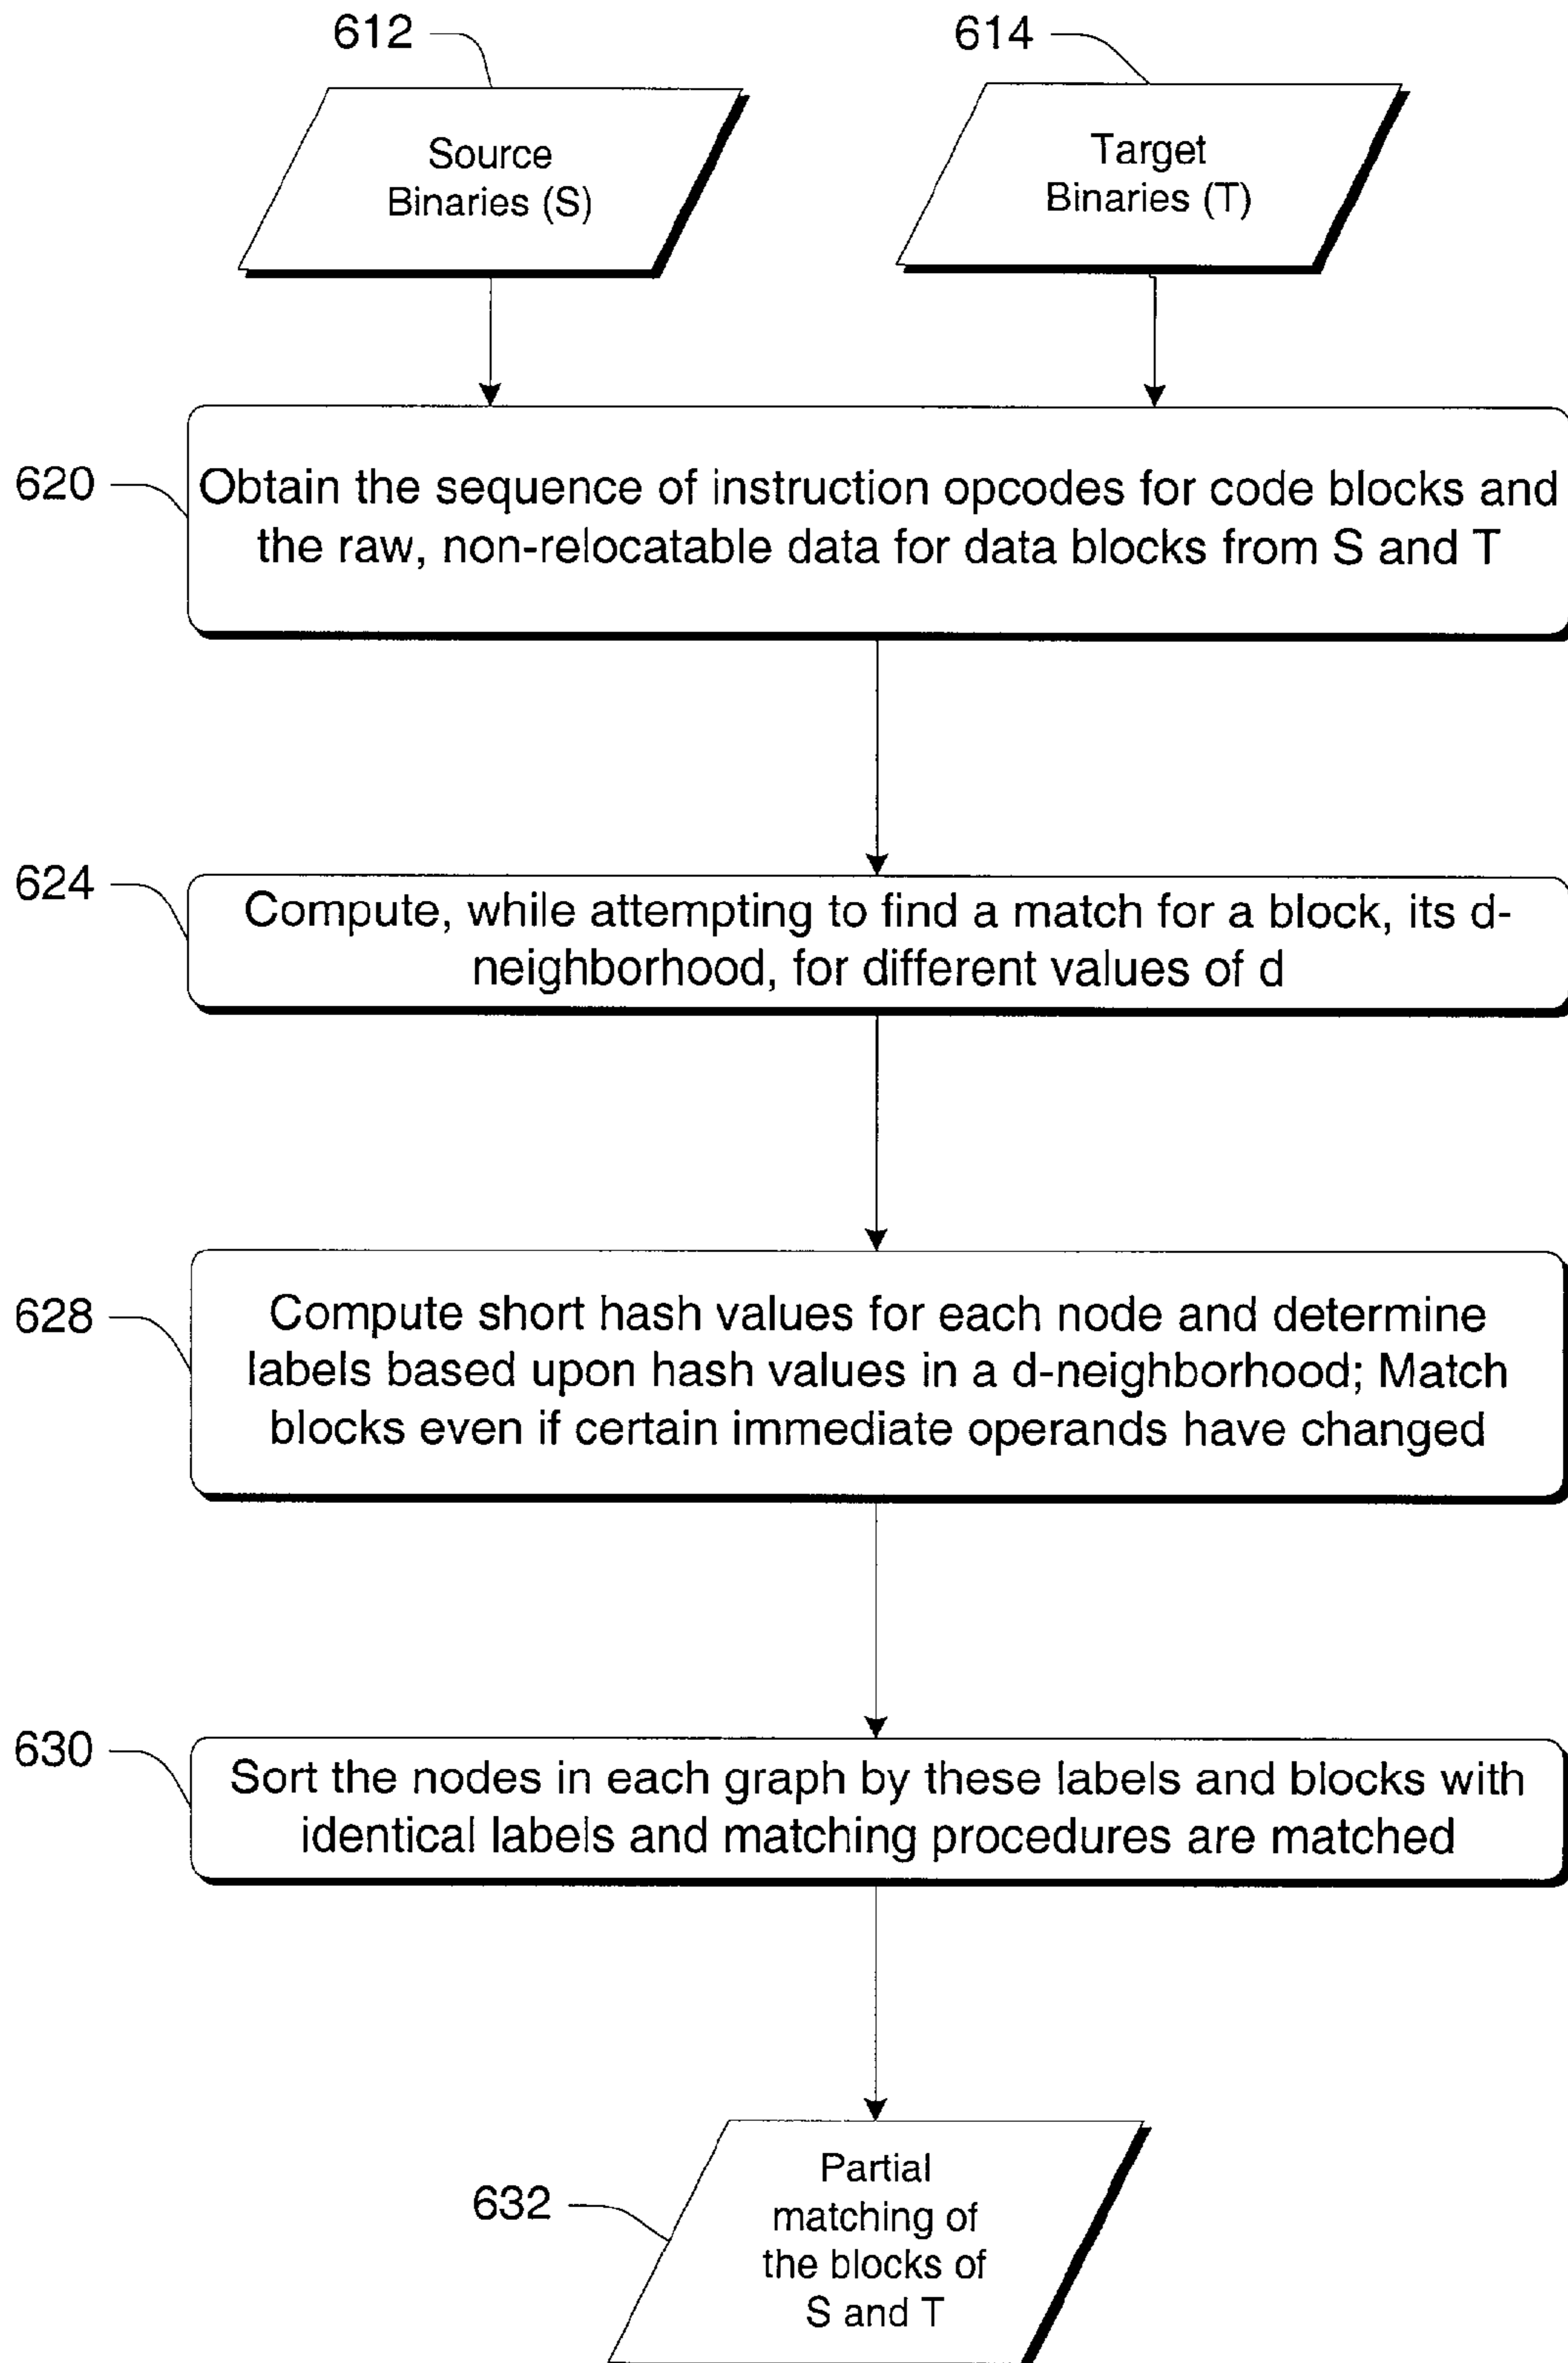 612
614
Source
Binaries (S)
Target
Binaries (T)
620
Obtain the sequence of instruction opcodes for code blocks and
the raw, non-relocatable data for data blocks from S and T
624
Compute, while attempting to find a match for a block, its d-
neighborhood, for different values of d
628
Compute short hash values for each node and determine
labels based upon hash values in a d-neighborhood; Match
blocks even if certain immediate operands have changed
630
Sort the nodes in each graph by these labels and blocks with
identical labels and matching procedures are matched
632
Partial
matching of
the blocks of
S and T